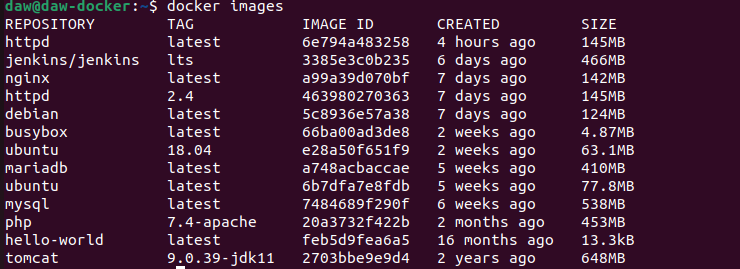 daw@daw-docker:~$ docker images
REPOSITORY TAG IMAGE ID CREATED SIZE
httpd latest 6e794a483258 4 hours ago 145MB
jenkins/jenkins lts 3385e3c0b235 6 days ago 466MB
nginx latest a99a39d070bf 7 days ago 142MB
httpd 2.4 463980270363 7 days ago 145MB
debian latest 5c8936e57a38 7 days ago 124MB
busybox latest 66ba00ad3de8 2 weeks ago 4.87MB
ubuntu 18.04 e28a50f651f9 2 weeks ago 63.1MB
mariadb latest a748acbaccae 5 weeks ago 410MB
ubuntu latest 6b7dfa7e8fdb 5 weeks ago 77.8MB
mysql latest 7484689f290f 6 weeks ago 538MB
php 7.4-apache 20a3732f422b 2 months ago 453MB
hello-world latest feb5d9fea6a5 16 months ago 13.3kB
tomcat 9.0.39-jdk11 2703bbe9e9d4 2 years ago 648MB